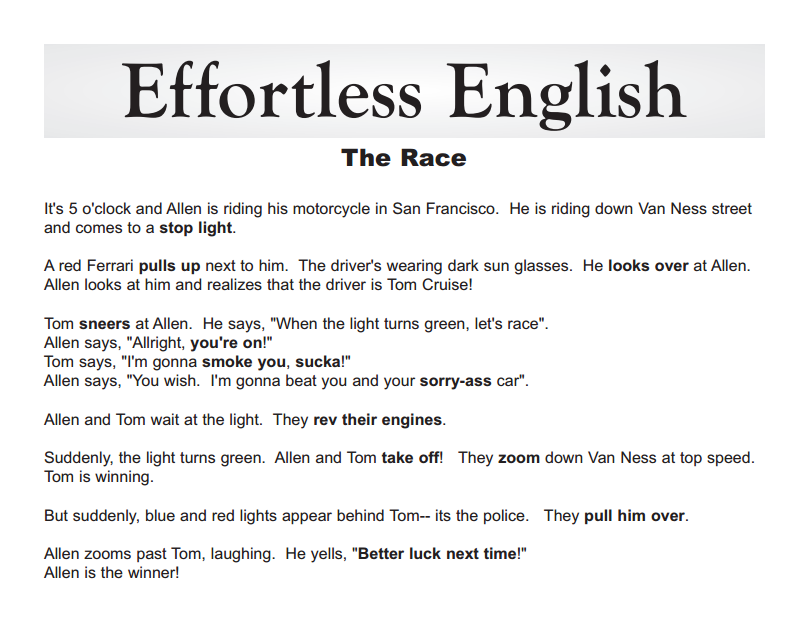 Effortless English
The Race
It's 5 o'clock and Allen is riding his motorcycle in San Francisco.  He is riding down Van Ness street
and comes to a stop light.
A red Ferrari pulls up next to him.  The driver's wearing dark sun glasses.  He looks over at Allen.
Allen looks at him and realizes that the driver is Tom Cruise!
Tom sneers at Allen.  He says, "When the light turns green, let's race".
Allen says, "Allright, you're on!"
Tom says, "I'm gonna smoke you, sucka!"
Allen says, "You wish.  I'm gonna beat you and your sorry-ass car".
Allen and Tom wait at the light.  They rev their engines.
Suddenly, the light turns green.  Allen and Tom take off!   They zoom down Van Ness at top speed.
Tom is winning.
But suddenly, blue and red lights appear behind Tom-- its the police.   They pull him over.
Allen zooms past Tom, laughing.  He yells, "Better luck next time!"
Allen is the winner!